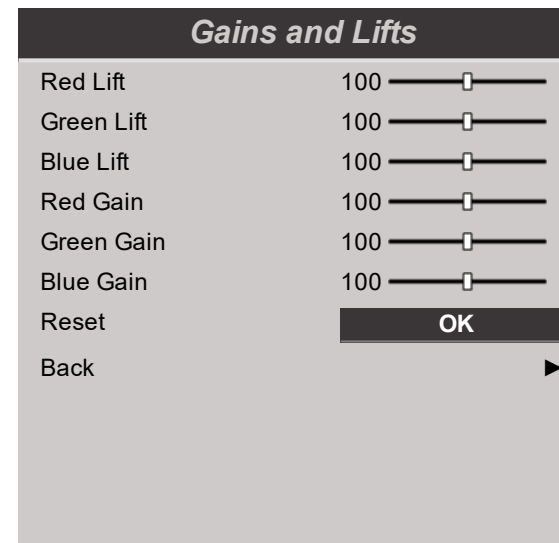 Gains and Lifts
Red Lift 100
Green Lift 100
Blue Lift 100
Red Gain 100
Green Gain 100
Blue Gain 100
Reset OK
Back